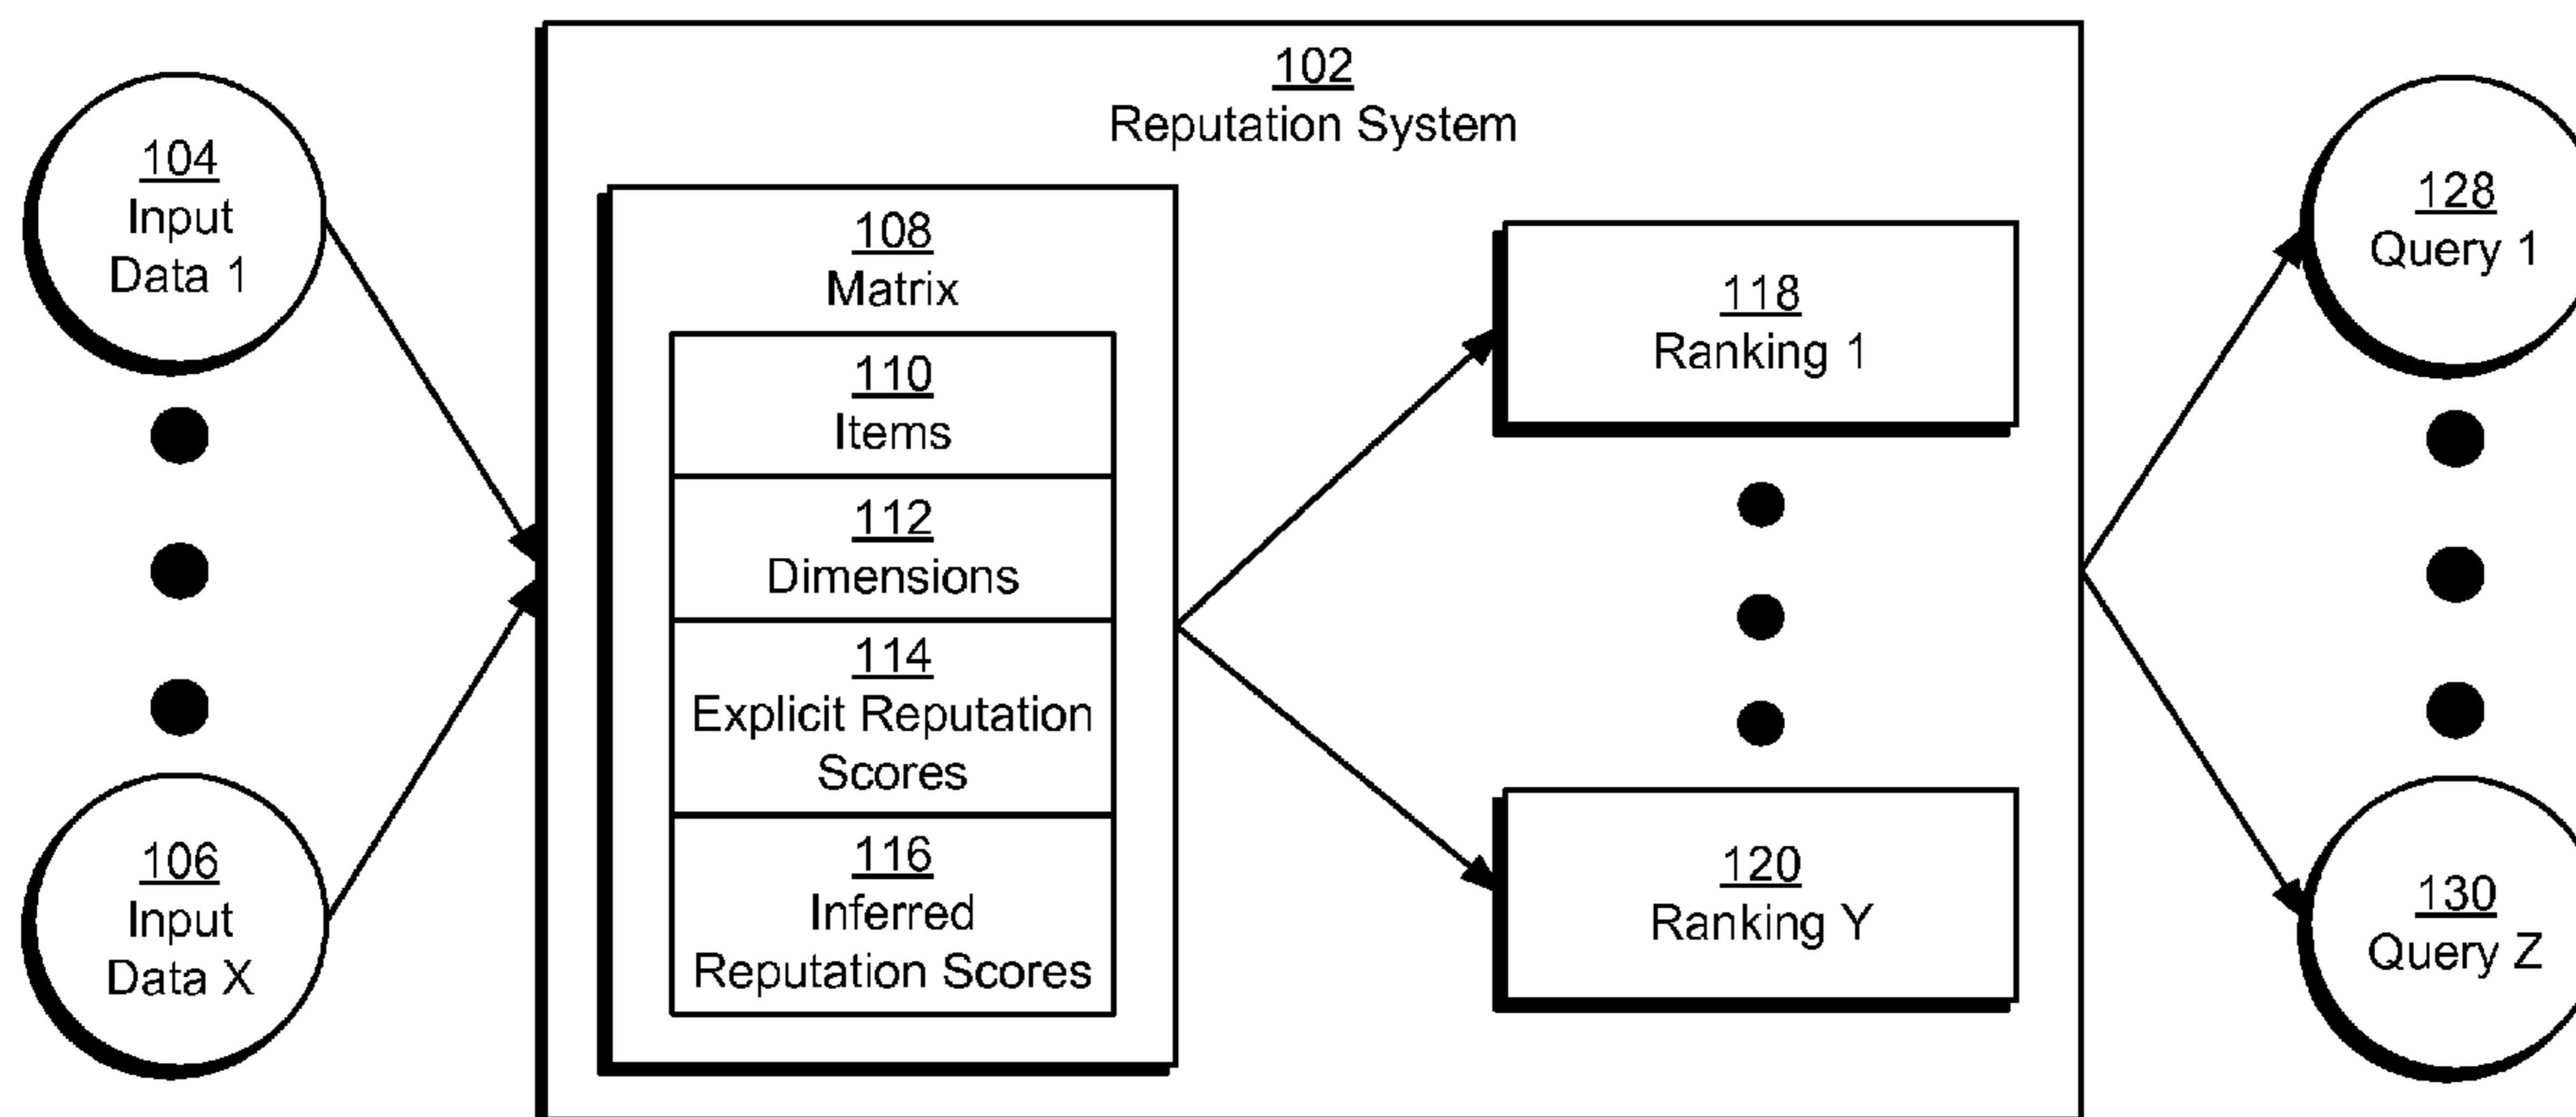 102
Reputation System
104
Input
Data 1
106
Input
Data X
108
Matrix
110
Items
112
Dimensions
114
Explicit Reputation
Scores
116
Inferred
Reputation Scores
118
Ranking 1
120
Ranking Y
128
Query 1
130
Query Z